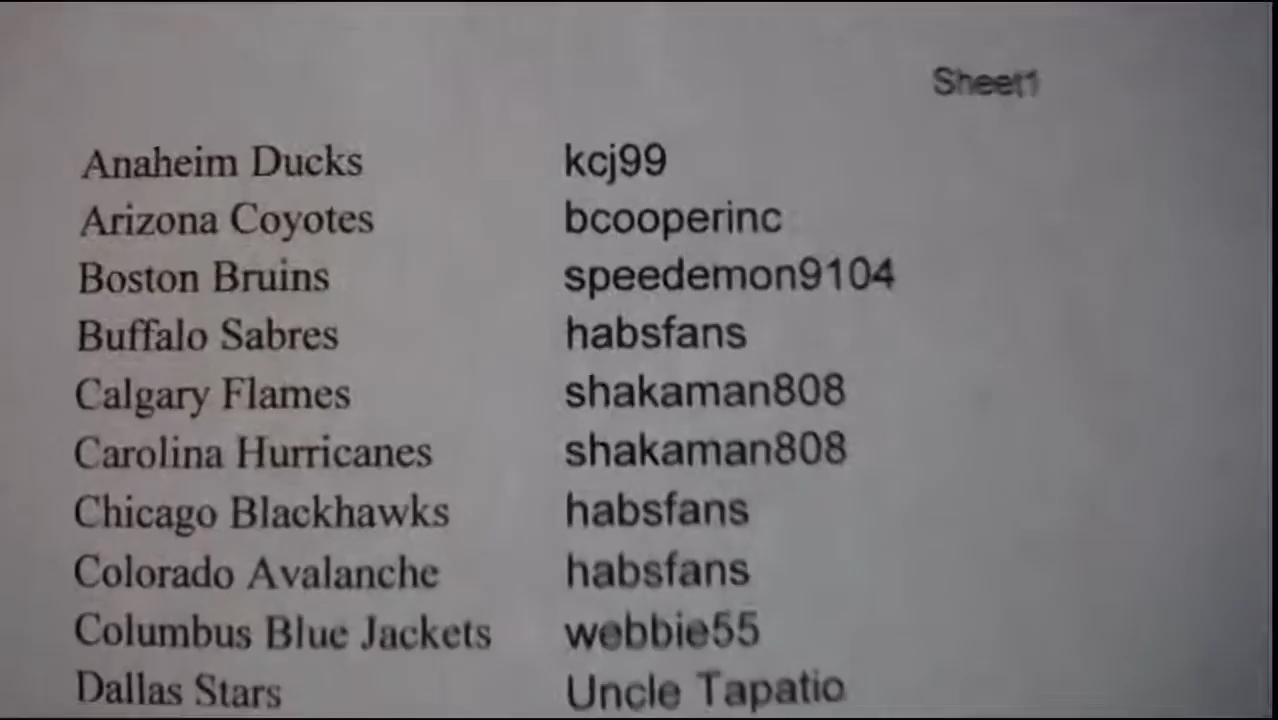 Sheet1
Anaheim Ducks kcj99
Arizona Coyotes bcooperinc
Boston Bruins speedemon9104
Buffalo Sabres habsfans
Calgary Flames shakaman808
Carolina Hurricanes shakaman808
Chicago Blackhawks habsfans
Colorado Avalanche habsfans
Columbus Blue Jackets webbie55
Dallas Stars Uncle Tapatio